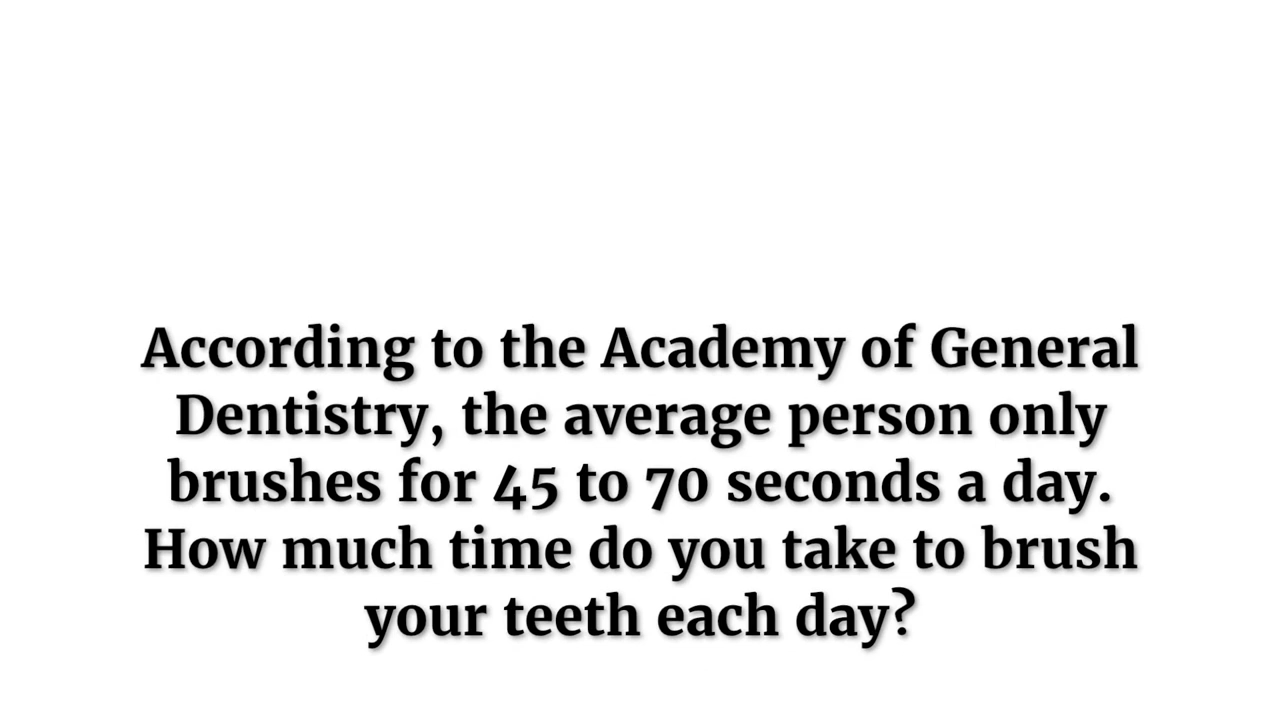 According to the Academy of General
Dentistry, the average person only
brushes for 45 to 70 seconds a day.
How much time do you take to brush
your teeth each day?